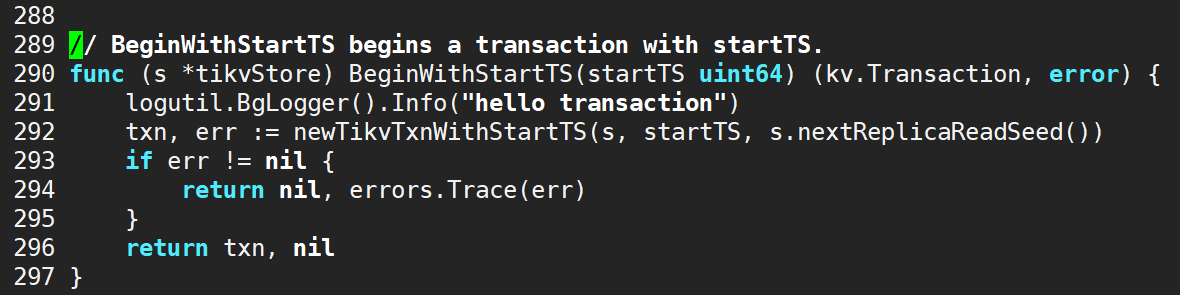 288
289 // BeginWithStartTS begins a transaction with startTS.
290 func (s *tikvStore) BeginWithStartTS(startTS uint64) (kv.Transaction, error) {
291     logutil.BgLogger().Info("hello transaction")
292     txn, err := newTikvTxnWithStartTS(s, startTS, s.nextReplicaReadSeed())
293     if err != nil {
294         return nil, errors.Trace(err)
295     }
296     return txn, nil
297 }